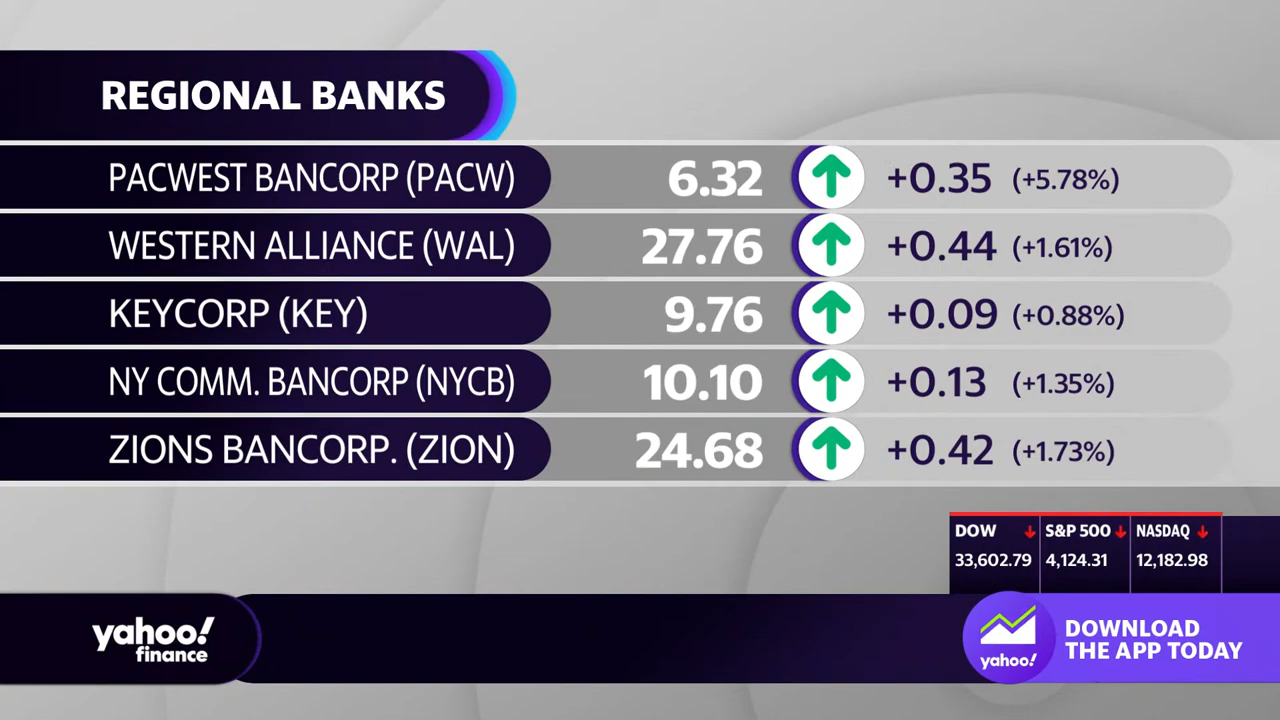 REGIONAL BANKS
PACWEST BANCORP (PACW) 6.32 +0.35 (+5.78%)
WESTERN ALLIANCE (WAL) 27.76 +0.44 (+1.61%)
KEYCORP (KEY) 9.76 +0.09 (+0.88%)
NY COMM. BANCORP (NYCB) 10.10 +0.13 (+1.35%)
ZIONS BANCORP. (ZION) 24.68 +0.42 (+1.73%)
DOW S&P 500 NASDAQ
33,602.79 4,124.31 12,182.98
yahoo!
finance
yahoo!
DOWNLOAD
THE APP TODAY